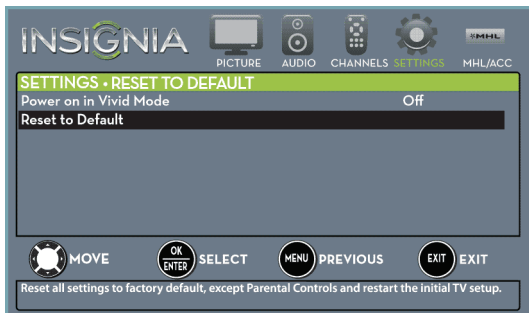 INSIGNIA
PICTURE AUDIO CHANNELS SETTINGS MHL/ACC
MHL
SETTINGS • RESET TO DEFAULT
Power on in Vivid Mode Off
Reset to Default
MOVE OK ENTER SELECT MENU PREVIOUS EXIT EXIT
Reset all settings to factory default, except Parental Controls and restart the initial TV setup.